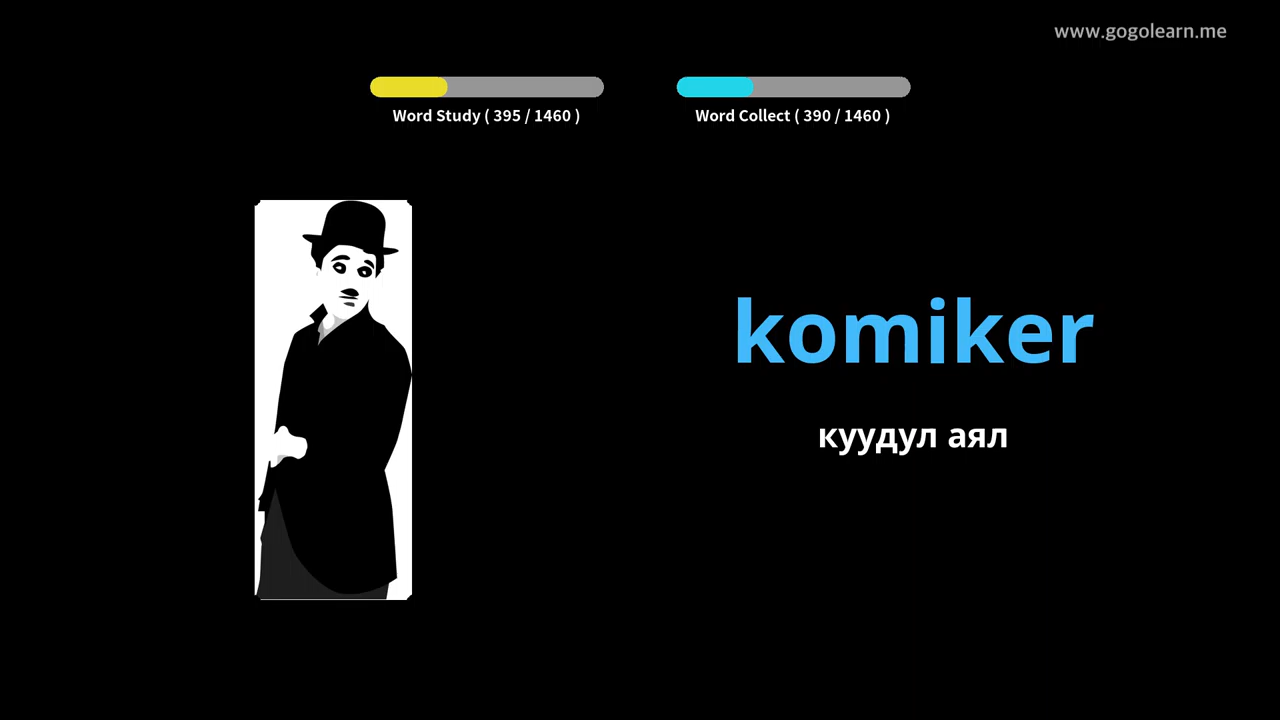 www.gogolearn.me
Word Study ( 395 / 1460 )
Word Collect ( 390 / 1460 )
komiker
куудул аял